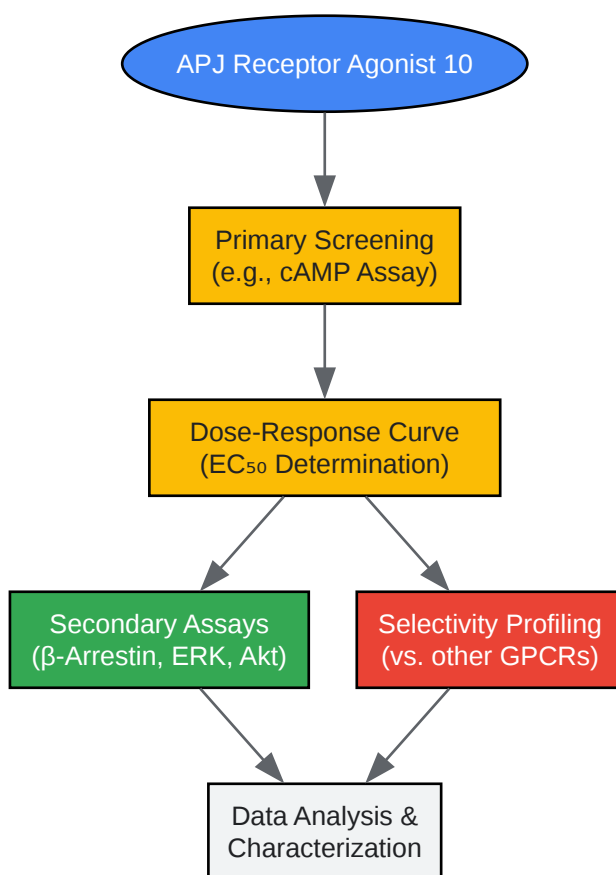 APJ Receptor Agonist 10
Primary Screening
(e.g., cAMP Assay)
Dose-Response Curve
(EC₅₀ Determination)
Secondary Assays
(β-Arrestin, ERK, Akt)
Selectivity Profiling
(vs. other GPCRs)
Data Analysis &
Characterization